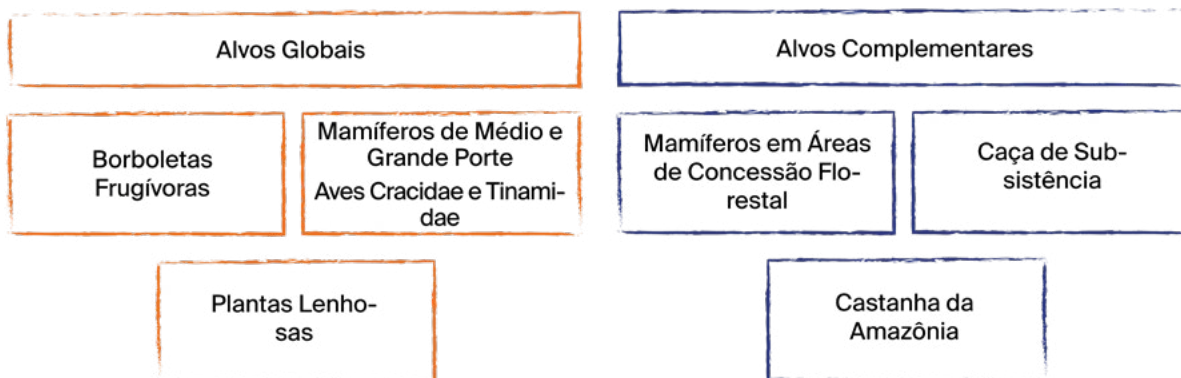 Alvos Globais
Borboletas
Frugívoras
Mamíferos de Médio e
Grande Porte
Aves Cracidae e Tinami-
dae
Plantas Lenho-
sas
Alvos Complementares
Mamíferos em Áreas
de Concessão Flo-
restal
Caça de Sub-
sistência
Castanha da
Amazônia